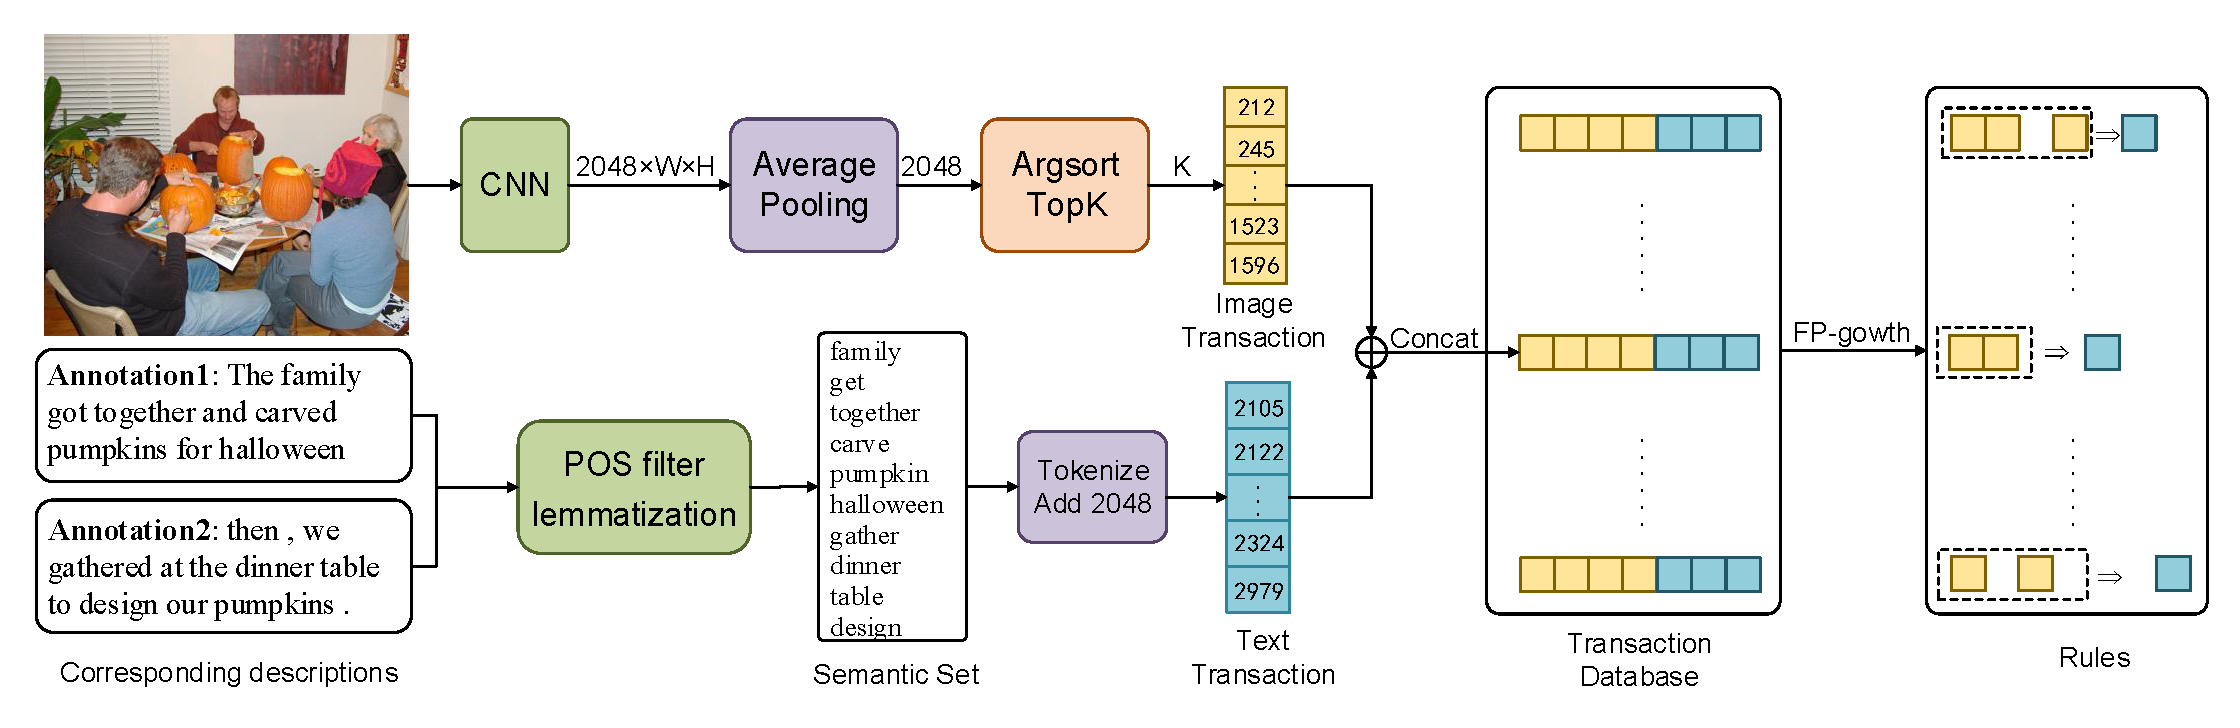 CNN
2048×W×H
Average
Pooling
2048
Argsort
TopK
K
212
245
⋮
1523
1596
Image
Transaction
Annotation1: The family
got together and carved
pumpkins for halloween
Annotation2: then , we
gathered at the dinner table
to design our pumpkins .
Corresponding descriptions
POS filter
lemmatization
family
get
together
carve
pumpkin
halloween
gather
dinner
table
design
Semantic Set
Tokenize
Add 2048
2105
2122
⋮
2324
2979
Text
Transaction
Concat
Transaction
Database
FP-gowth
⇒
⇒
⇒
Rules